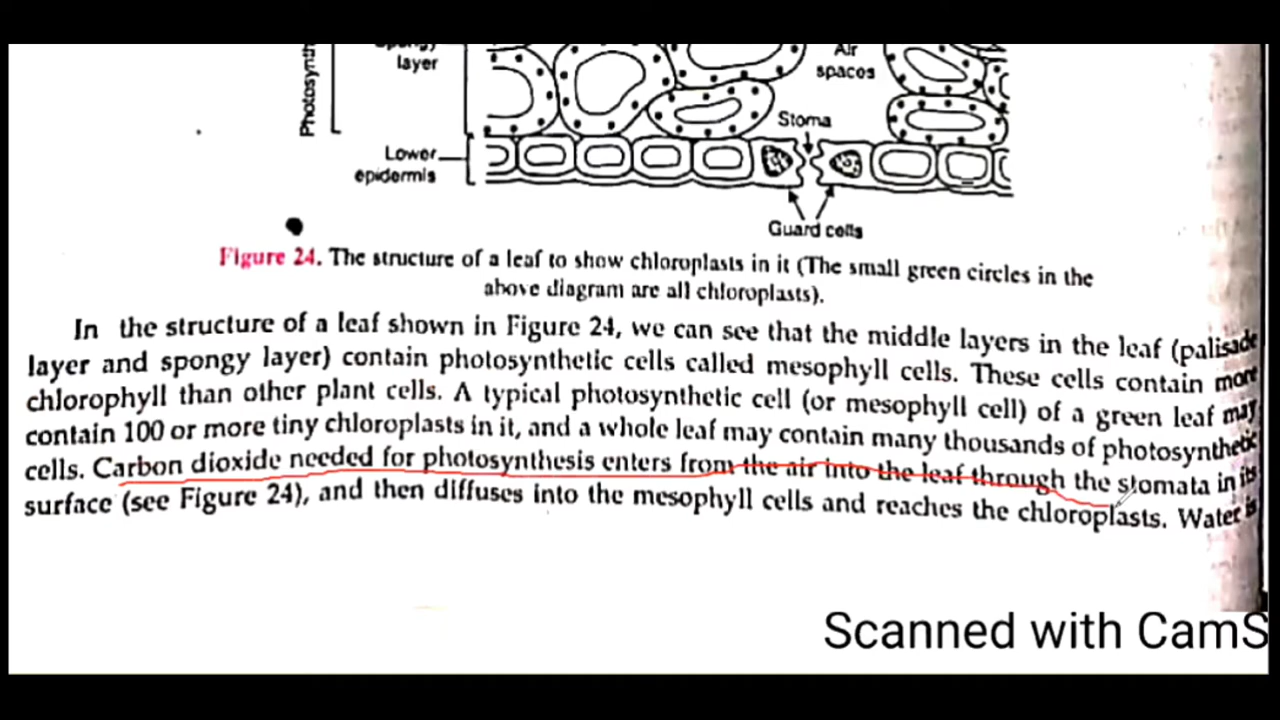 Photosynth
Spongy
layer
Air
spacos
Stoma
Lower
epidermis
Guard cells
Figure 24. The structure of a leaf to show chloroplasts in it (The small green circles in the
above diagram are all chloroplasts).
In the structure of a leaf shown in Figure 24, we can see that the middle layers in the leaf (palisade
layer and spongy layer) contain photosynthetic cells called mesophyll cells. These cells contain more
chlorophyll than other plant cells. A typical photosynthetic cell (or mesophyll cell) of a green leaf may
contain 100 or more tiny chloroplasts in it, and a whole leaf may contain many thousands of photosynthetic
cells. Carbon dioxide needed for photosynthesis enters from the air into the leaf through the stomata in its
surface (see Figure 24), and then diffuses into the mesophyll cells and reaches the chloroplasts. Water is
Scanned with CamS